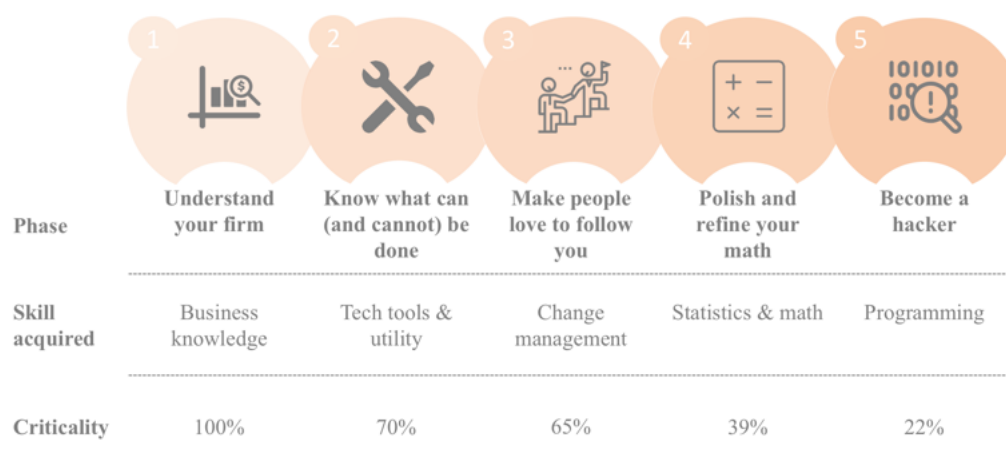 1 2 3 4 5
101010
Phase
Understand
your firm
Know what can
(and cannot) be
done
Make people
love to follow
you
Polish and
refine your
math
Become a
hacker
Skill
acquired
Business
knowledge
Tech tools &
utility
Change
management
Statistics & math
Programming
Criticality 100% 70% 65% 39% 22%